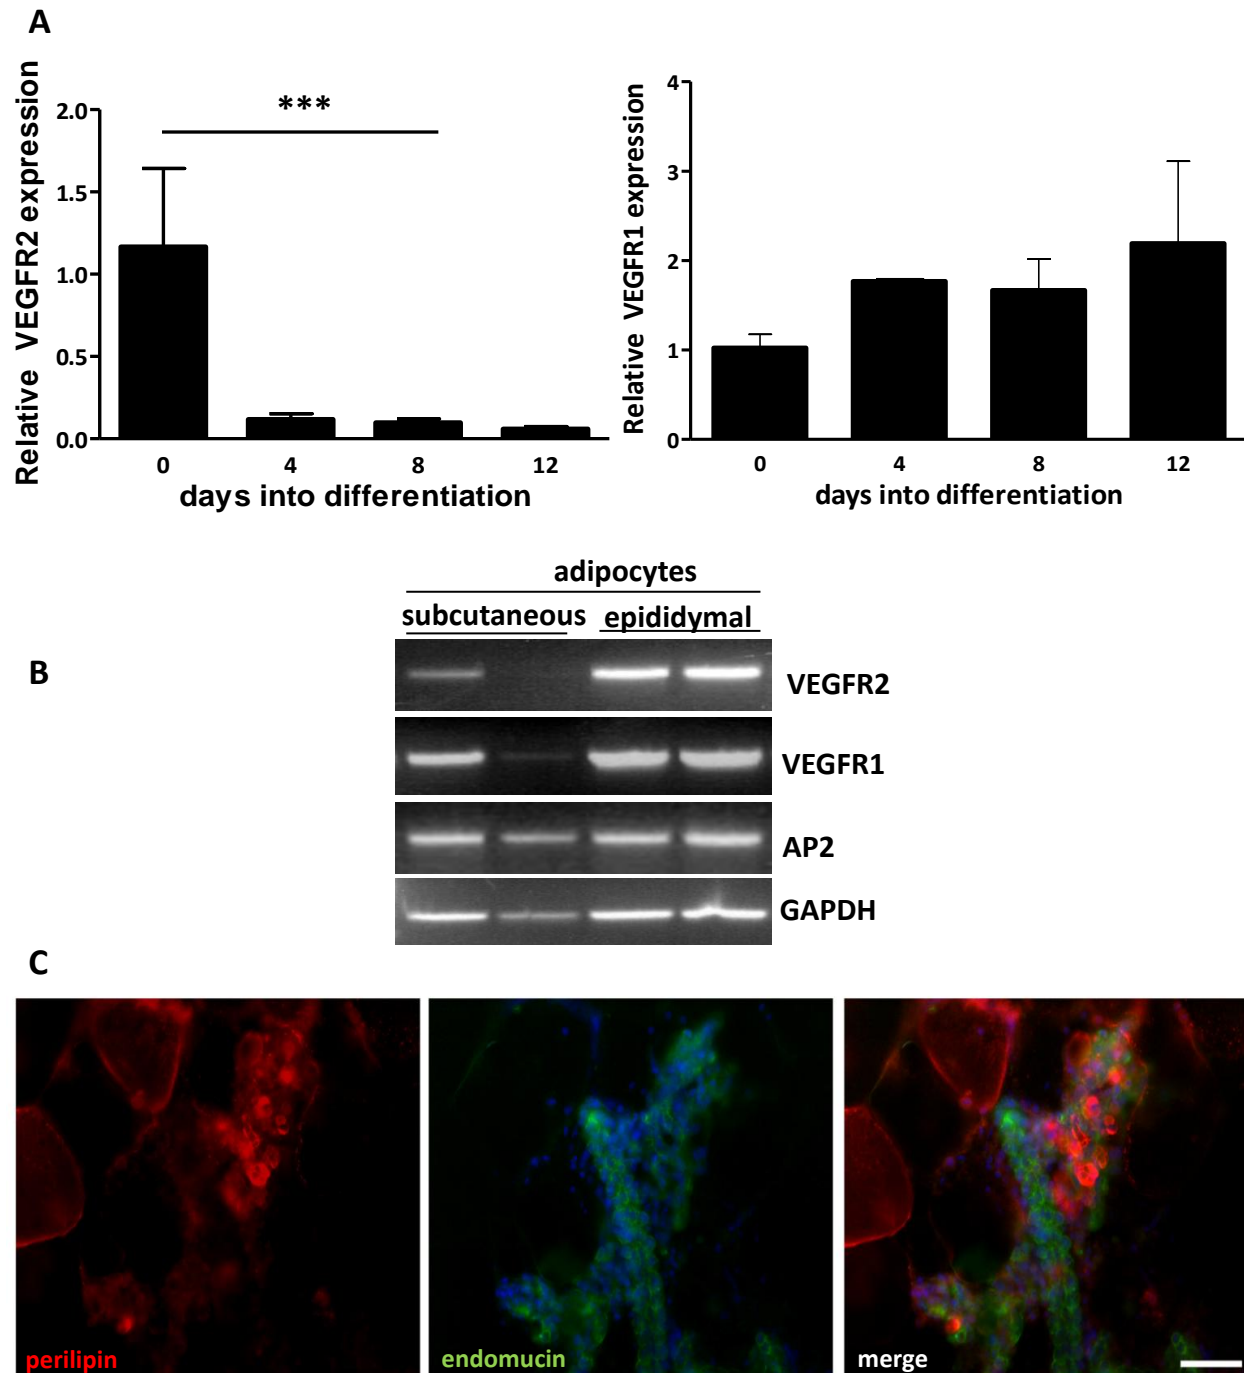 A
***
Relative VEGFR2 expression
2.0
1.5
1.0
0.5
0.0
0 4 8 12
days into differentiation
Relative VEGFR1 expression
4
3
2
1
0
0 4 8 12
days into differentiation
B
adipocytes
subcutaneous epididymal
VEGFR2
VEGFR1
AP2
GAPDH
C
perilipin
endomucin
merge